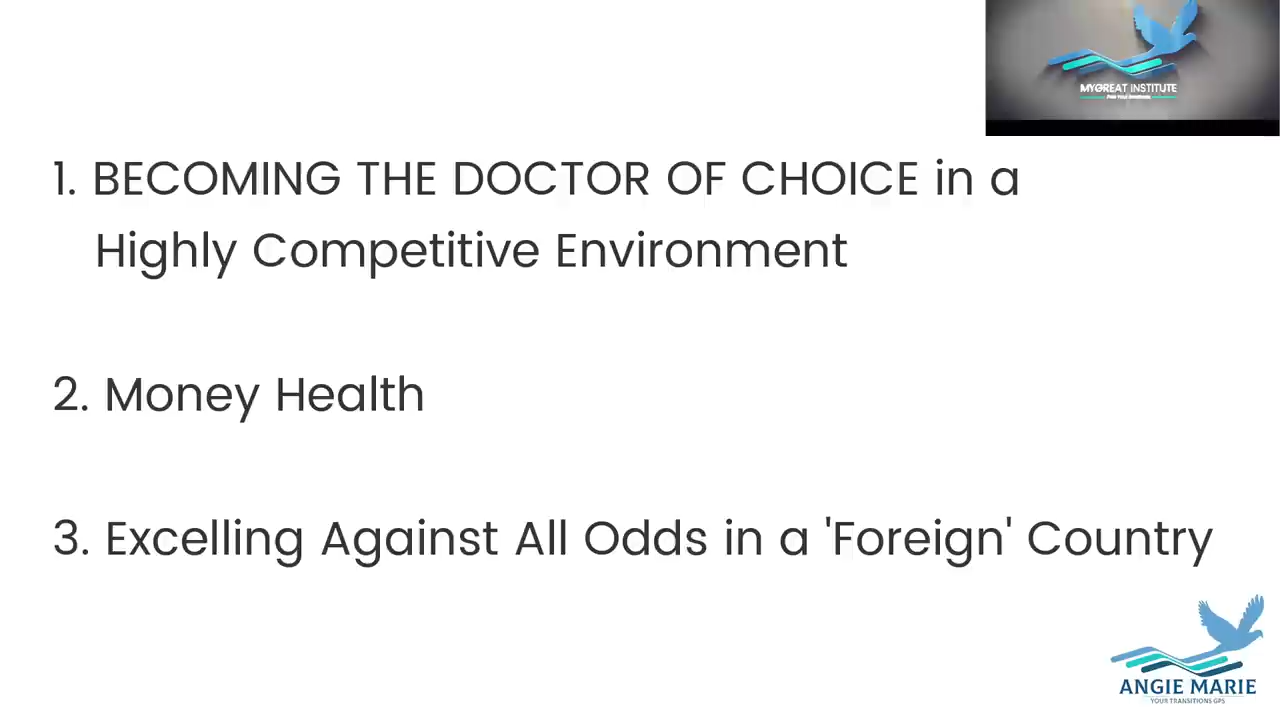 MYGREAT INSTITUTE
1. BECOMING THE DOCTOR OF CHOICE in a
Highly Competitive Environment
2. Money Health
3. Excelling Against All Odds in a 'Foreign' Country
ANGIE MARIE
YOUR TRANSITIONS GPS